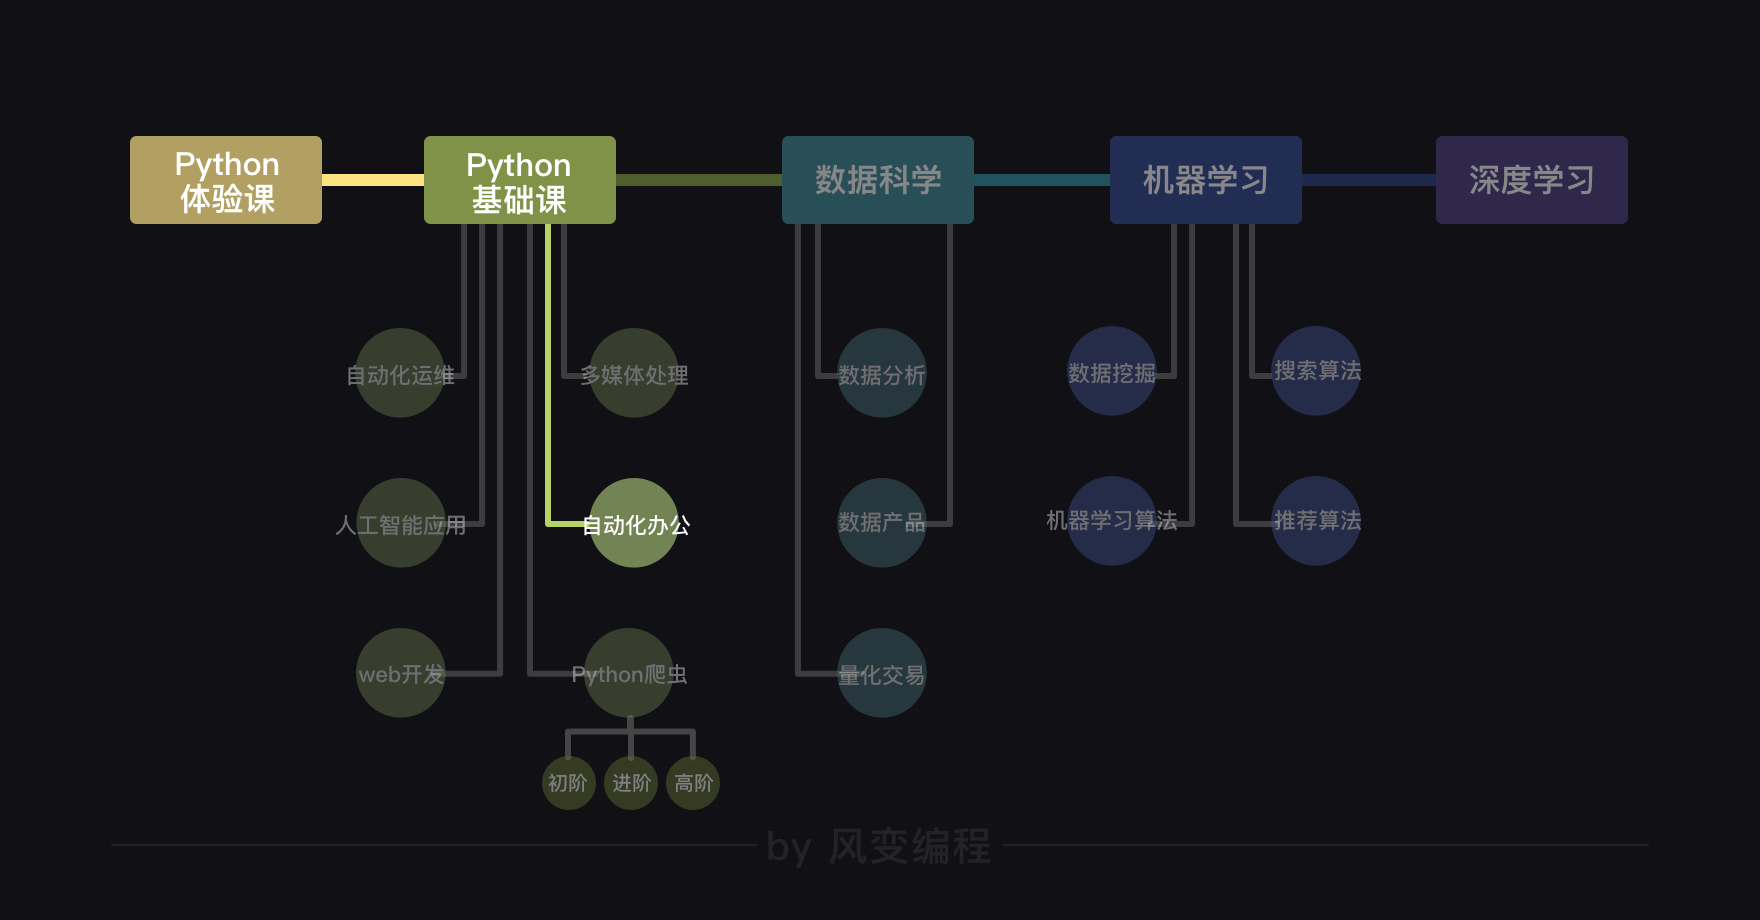 Python
体验课
Python
基础课
数据科学
机器学习
深度学习
自动化运维
多媒体处理
数据分析
数据挖掘
搜索算法
人工智能应用
自动化办公
数据产品
机器学习算法
推荐算法
web开发
Python爬虫
量化交易
初阶
进阶
高阶
by 风变编程